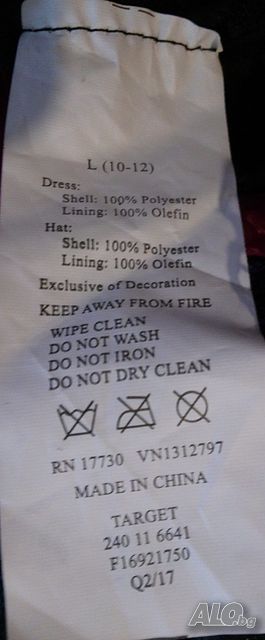 L (10-12)
Dress:
Shell: 100% Polyester
Lining: 100% Olefin
Hat:
Shell: 100% Polyester
Lining: 100% Olefin
Exclusive of Decoration
KEEP AWAY FROM FIRE
WIPE CLEAN
DO NOT WASH
DO NOT IRON
DO NOT DRY CLEAN
RN 17730 VN1312797
MADE IN CHINA
TARGET
240 11 6641
F16921750
Q2/17
ALO.bg